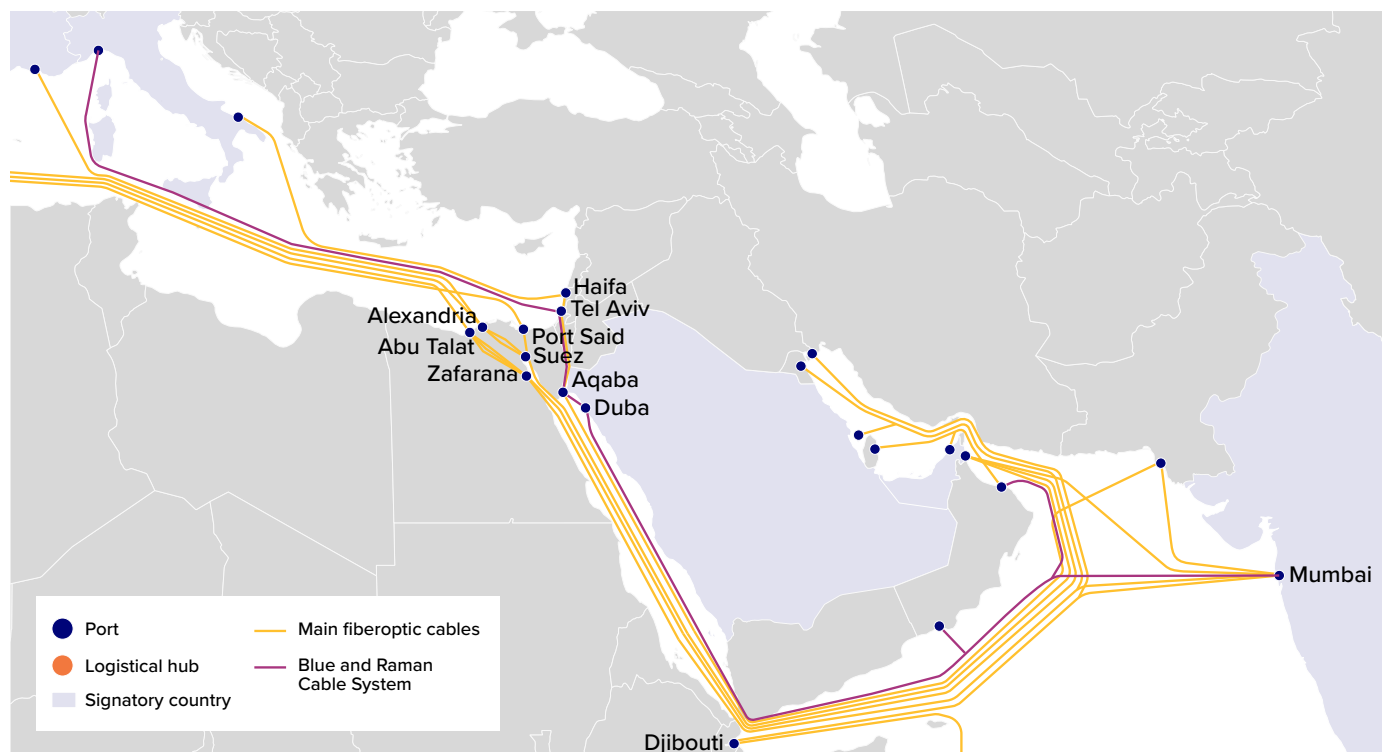 Haifa
Tel Aviv
Alexandria
Port Said
Abu Talat
Suez
Zafarana
Aqaba
Duba
Mumbai
Djibouti
Port
Main fiberoptic cables
Logistical hub
Blue and Raman
Cable System
Signatory country